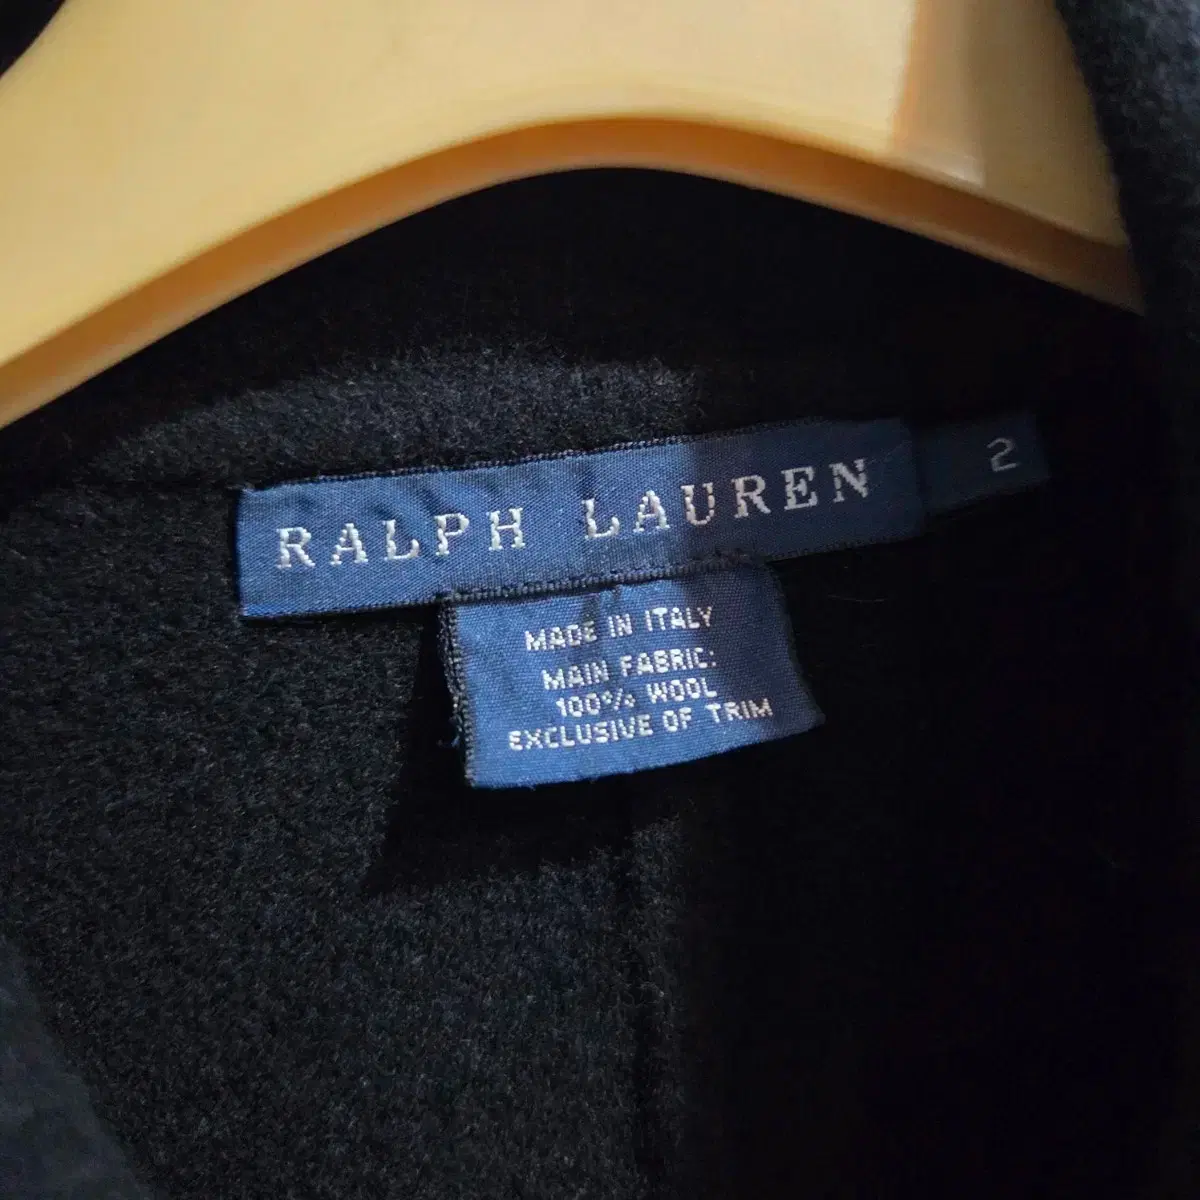 RALPH LAUREN 2
MADE IN ITALY
MAIN FABRIC:
100% WOOL
EXCLUSIVE OF TRIM